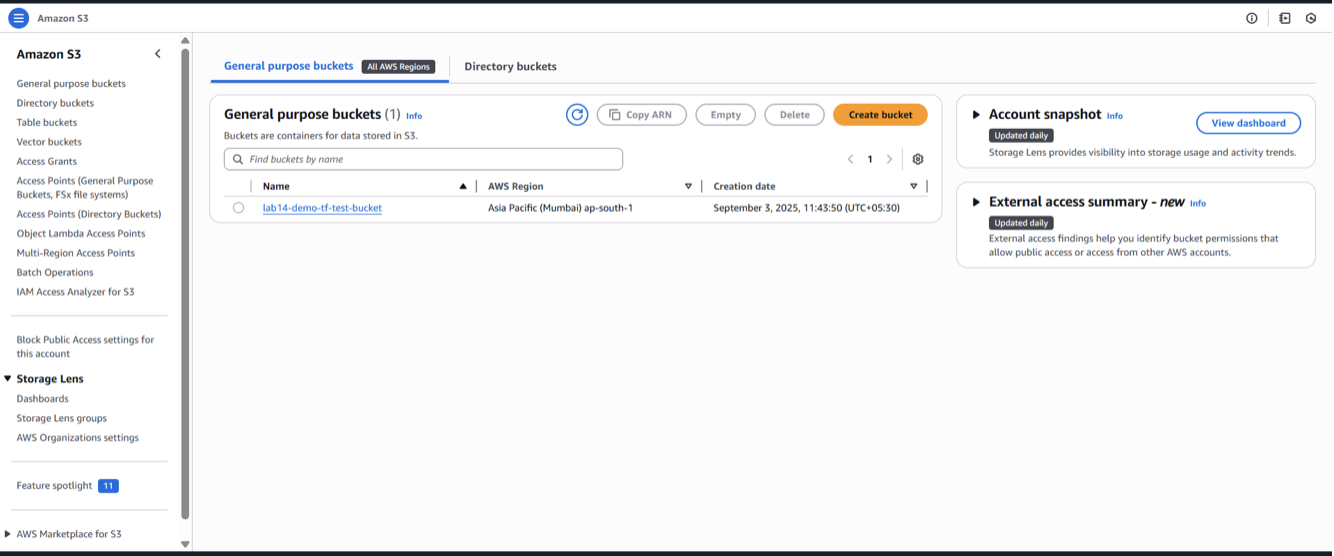 Amazon S3
Amazon S3
General purpose buckets
Directory buckets
Table buckets
Vector buckets
Access Grants
Access Points (General Purpose
Buckets, FSx file systems)
Access Points (Directory Buckets)
Object Lambda Access Points
Multi-Region Access Points
Batch Operations
IAM Access Analyzer for S3
Block Public Access settings for
this account
Storage Lens
Dashboards
Storage Lens groups
AWS Organizations settings
Feature spotlight 11
AWS Marketplace for S3
General purpose buckets All AWS Regions Directory buckets
General purpose buckets (1) Info Copy ARN Empty Delete Create bucket
Buckets are containers for data stored in S3.
Find buckets by name 1
Name AWS Region Creation date
lab14-demo-tf-test-bucket Asia Pacific (Mumbai) ap-south-1 September 3, 2025, 11:43:50 (UTC+05:30)
Account snapshot Info View dashboard
Updated daily
Storage Lens provides visibility into storage usage and activity trends.
External access summary - new Info
Updated daily
External access findings help you identify bucket permissions that
allow public access or access from other AWS accounts.